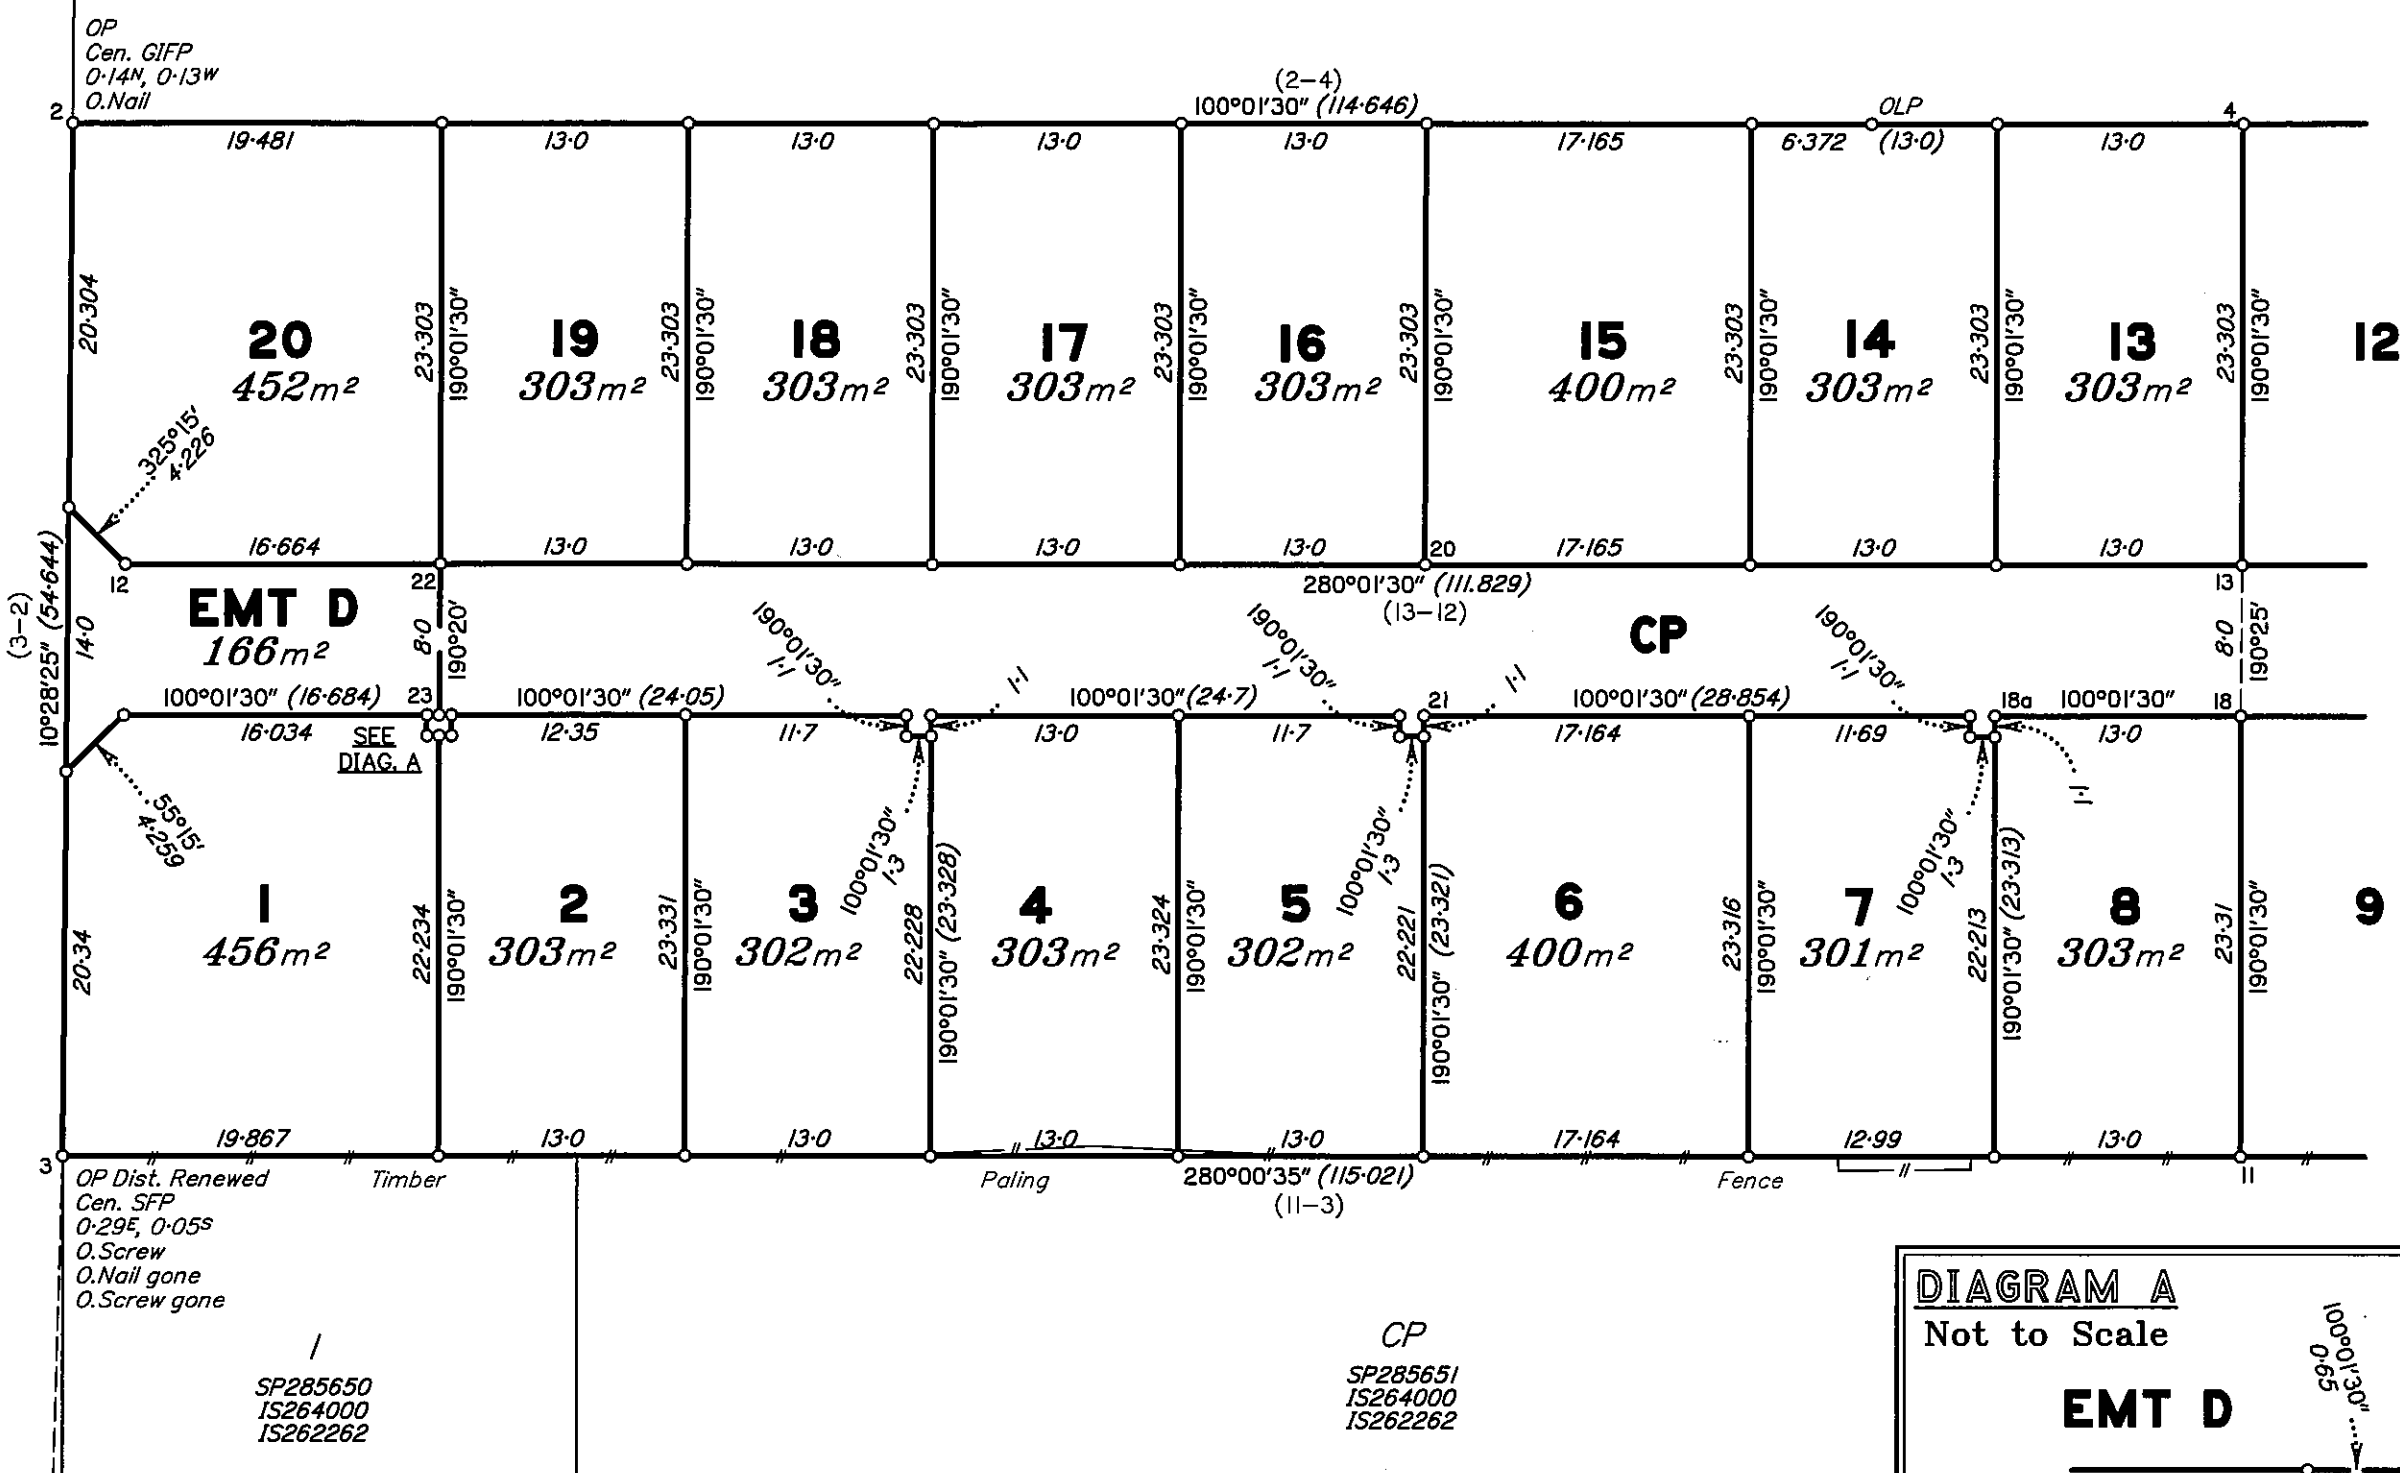 OP
Cen. GIFP
0·14N, 0·13W
O.Nail
2
(2-4)
100°01'30" (114·646)
OLP
4
19·481
13·0
13·0
13·0
13·0
17·165
6·372
(13·0)
13·0
20·304
20
452m²
23·303
190°01'30"
19
303m²
23·303
190°01'30"
18
303m²
23·303
190°01'30"
17
303m²
23·303
190°01'30"
16
303m²
23·303
190°01'30"
15
400m²
23·303
190°01'30"
14
303m²
23·303
190°01'30"
13
303m²
23·303
190°01'30"
12
325°15'
4·226
16·664
13·0
13·0
13·0
13·0
20
17·165
13·0
13·0
12
22
13
280°01'30" (111.829)
(13-12)
(3-2)
10°28'25" (54·644)
14·0
EMT D
166m²
8·0
190°20'
CP
8·0
190°25'
190°01'30"
1·1
1·1
190°01'30"
1·1
1·1
190°01'30"
1·1
1·1
100°01'30" (16·684)
23
100°01'30" (24·05)
100°01'30" (24·7)
21
100°01'30" (28·854)
18a
100°01'30"
18
16·034
SEE
DIAG. A
12·35
11·7
13·0
11·7
17·164
11·69
13·0
55°15'
4·259
100°01'30"
1·3
100°01'30"
1·3
100°01'30"
1·3
20·34
1
456m²
22·234
190°01'30"
2
303m²
23·331
190°01'30"
3
302m²
22·228
190°01'30" (23·328)
4
303m²
23·324
190°01'30"
5
302m²
22·221
190°01'30" (23·321)
6
400m²
23·316
190°01'30"
7
301m²
22·213
190°01'30" (23·313)
8
303m²
23·31
190°01'30"
9
19·867
13·0
13·0
13·0
13·0
17·164
12·99
13·0
3
Timber
Paling
280°00'35" (115·021)
(11-3)
Fence
11
OP Dist. Renewed
Cen. SFP
0·29E, 0·05S
O.Screw
O.Nail gone
O.Screw gone
1
SP285650
IS264000
IS262262
CP
SP285651
IS264000
IS262262
DIAGRAM A
Not to Scale
EMT D
100°01'30"
0·65